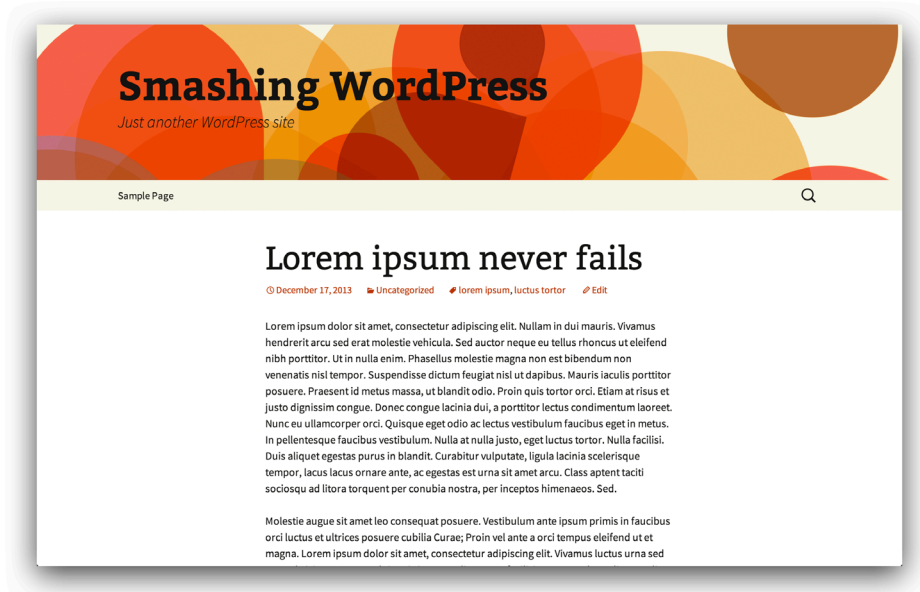 Smashing WordPress
Just another WordPress site
Sample Page
Lorem ipsum never fails
December 17, 2013 Uncategorized lorem ipsum, luctus tortor Edit
Lorem ipsum dolor sit amet, consectetur adipiscing elit. Nullam in dui mauris. Vivamus
hendrerit arcu sed erat molestie vehicula. Sed auctor neque eu tellus rhoncus ut eleifend
nibh porttitor. Ut in nulla enim. Phasellus molestie magna non est bibendum non
venenatis nisl tempor. Suspendisse dictum feugiat nisl ut dapibus. Mauris iaculis porttitor
posuere. Praesent id metus massa, ut blandit odio. Proin quis tortor orci. Etiam at risus et
justo dignissim congue. Donec congue lacinia dui, a porttitor lectus condimentum laoreet.
Nunc eu ullamcorper orci. Quisque eget odio ac lectus vestibulum faucibus eget in metus.
In pellentesque faucibus vestibulum. Nulla at nulla justo, eget luctus tortor. Nulla facilisi.
Duis aliquet egestas purus in blandit. Curabitur vulputate, ligula lacinia scelerisque
tempor, lacus lacus ornare ante, ac egestas est urna sit amet arcu. Class aptent taciti
sociosqu ad litora torquent per conubia nostra, per inceptos himenaeos. Sed.
Molestie augue sit amet leo consequat posuere. Vestibulum ante ipsum primis in faucibus
orci luctus et ultrices posuere cubilia Curae; Proin vel ante a orci tempus eleifend ut et
magna. Lorem ipsum dolor sit amet, consectetur adipiscing elit. Vivamus luctus urna sed